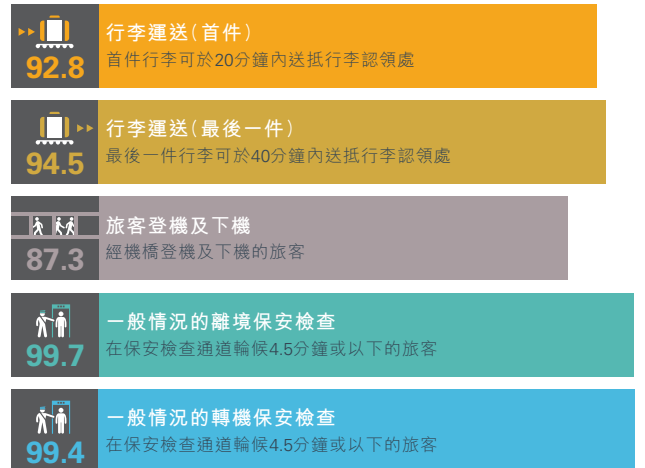 行李運送(首件)
92.8
首件行李可於20分鐘內送抵行李認領處
行李運送(最後一件)
94.5
最後一件行李可於40分鐘內送抵行李認領處
旅客登機及下機
87.3
經機橋登機及下機的旅客
一般情況的離境保安檢查
99.7
在保安檢查通道輪候4.5分鐘或以下的旅客
一般情況的轉機保安檢查
99.4
在保安檢查通道輪候4.5分鐘或以下的旅客